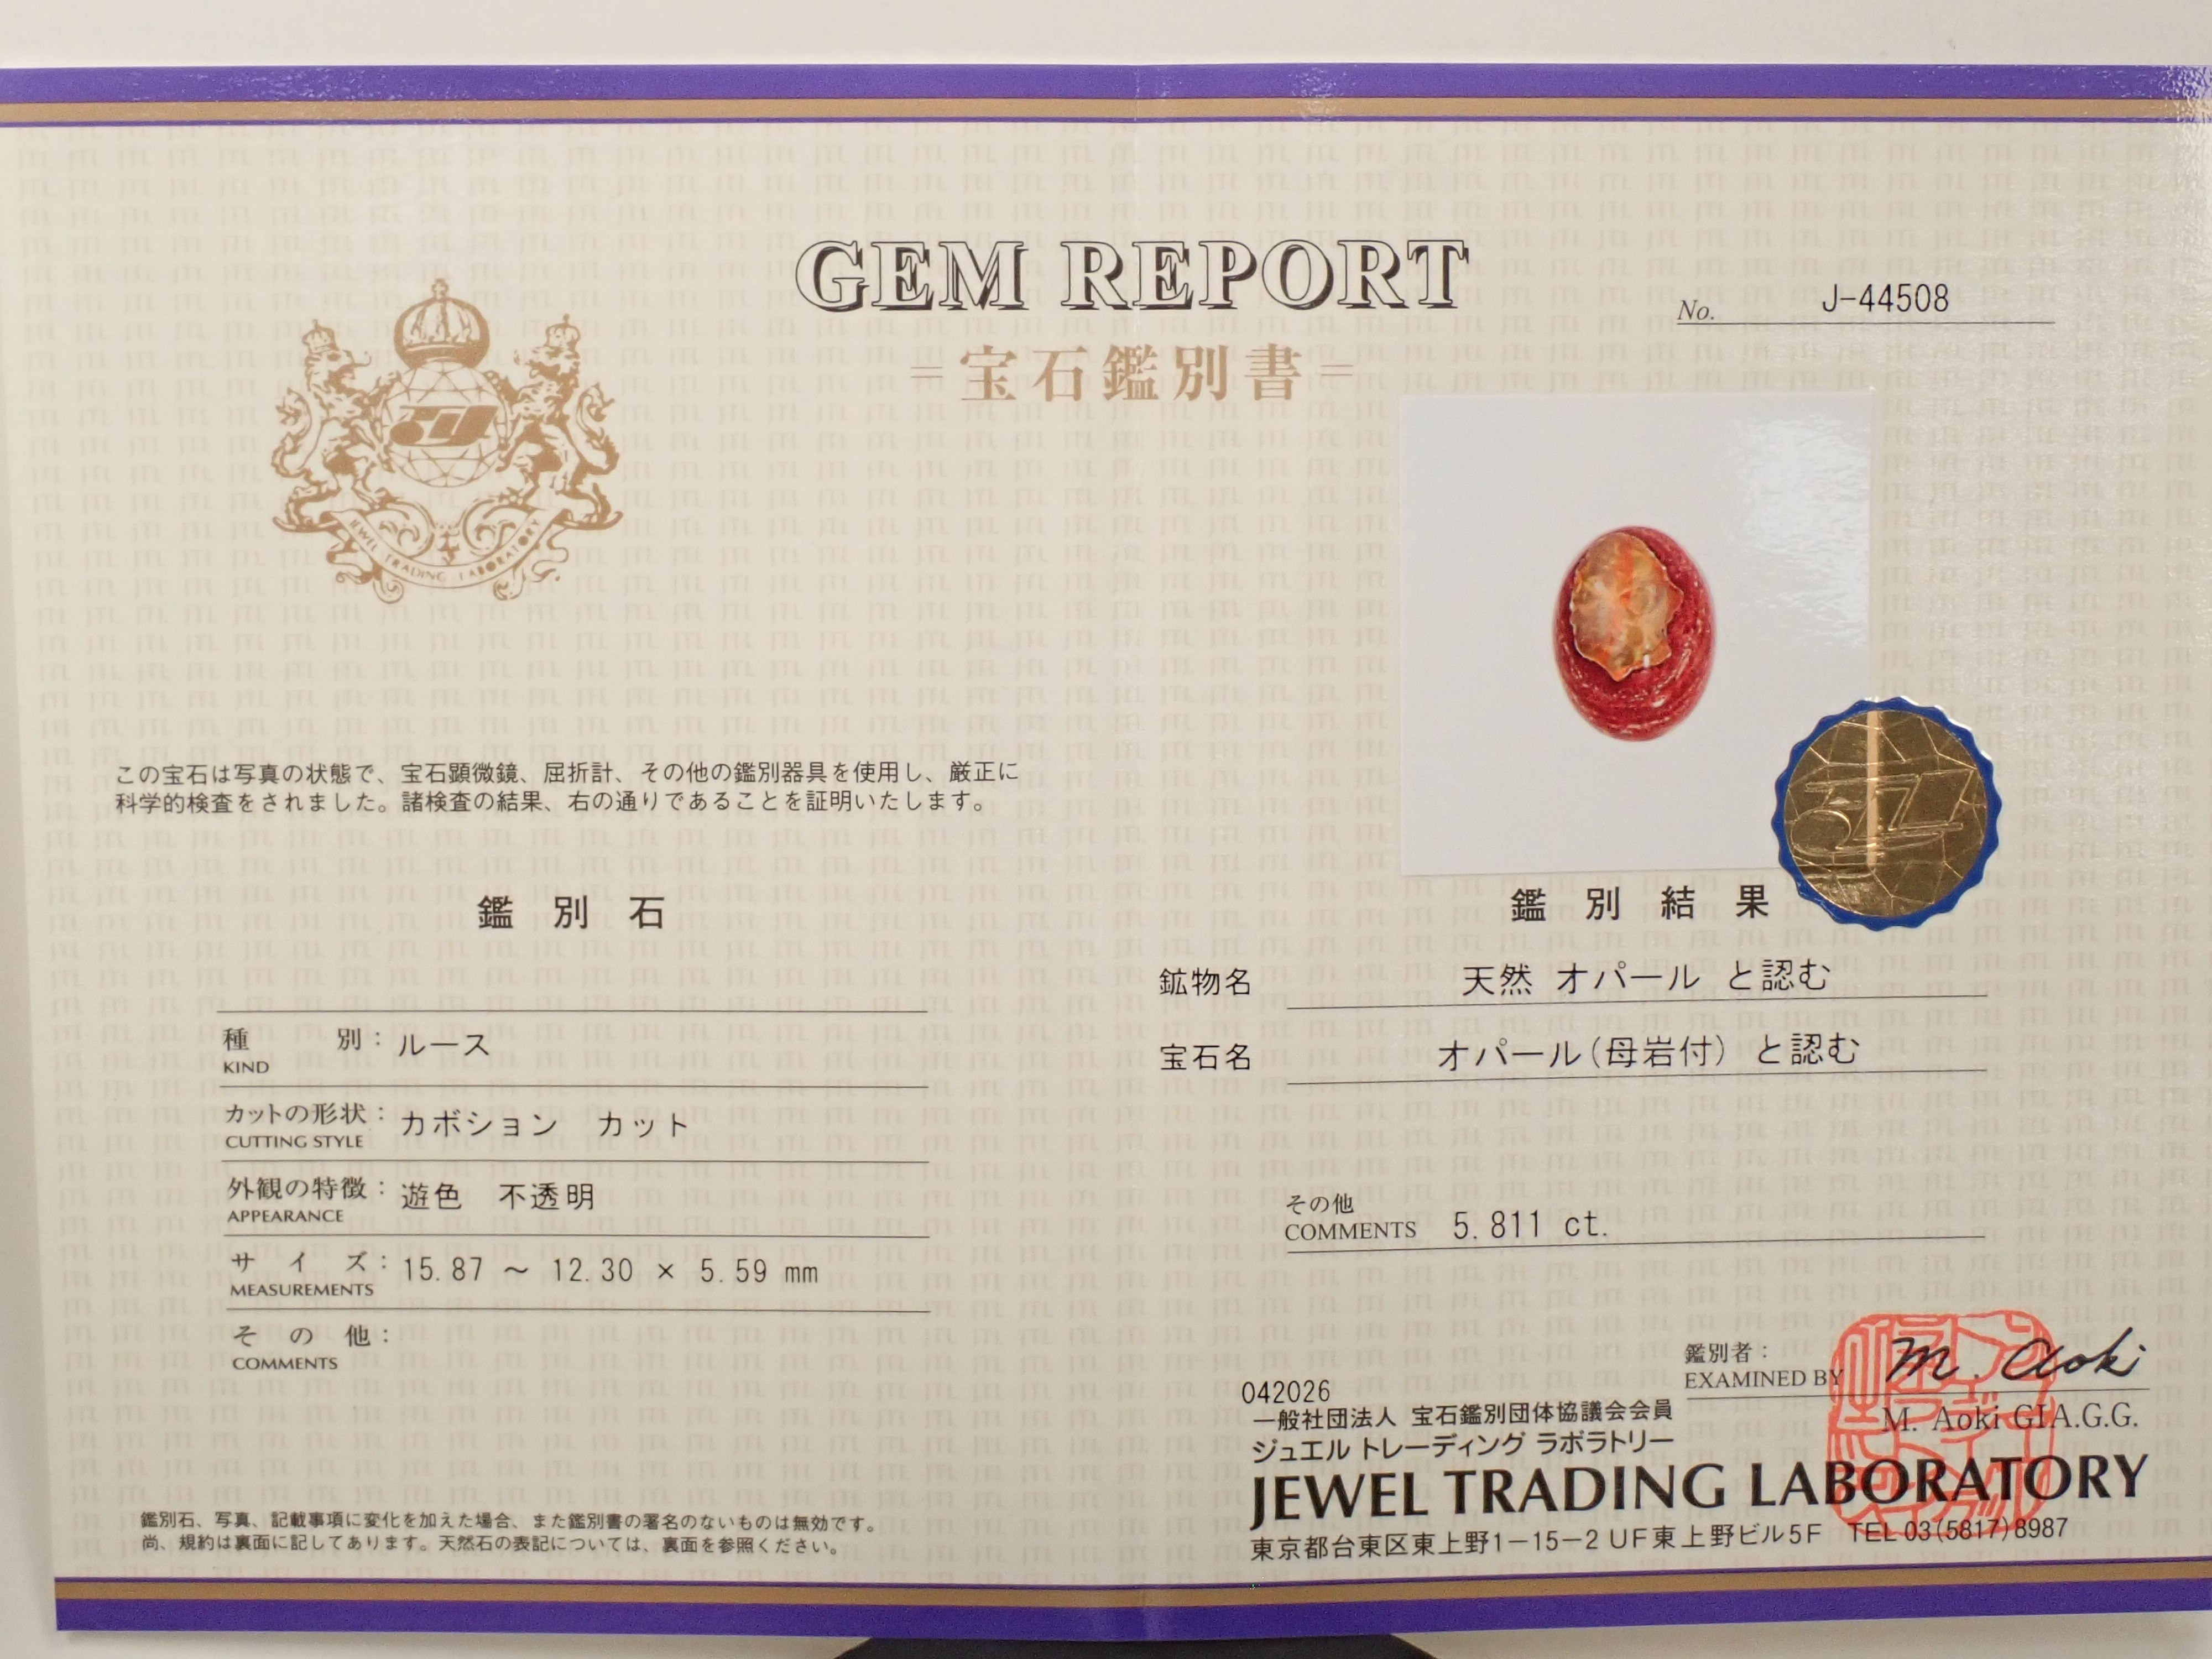 GEM REPORT
=宝石鑑別書=
No. J-44508
JEWEL TRADING LABORATORY
この宝石は写真の状態で、宝石顕微鏡、屈折計、その他の鑑別器具を使用し、厳正に
科学的検査をされました。諸検査の結果、右の通りであることを証明いたします。
鑑別石
種別: ルース
KIND
カットの形状: カボション カット
CUTTING STYLE
外観の特徴: 遊色 不透明
APPEARANCE
サイズ: 15.87 ~ 12.30 × 5.59 mm
MEASUREMENTS
その他:
COMMENTS
鑑別石、写真、記載事項に変化を加えた場合、また鑑別書の署名のないものは無効です。
尚、規約は裏面に記してあります。天然石の表記については、裏面を参照ください。
鑑別結果
鉱物名 天然 オパール と認む
宝石名 オパール(母岩付) と認む
その他
COMMENTS 5.811 ct.
鑑別者:
EXAMINED BY M. Aoki
M. Aoki GIA.G.G.
042026
一般社団法人 宝石鑑別団体協議会会員
ジュエル トレーディング ラボラトリー
JEWEL TRADING LABORATORY
東京都台東区東上野1-15-2 UF東上野ビル5F TEL 03(5817)8987